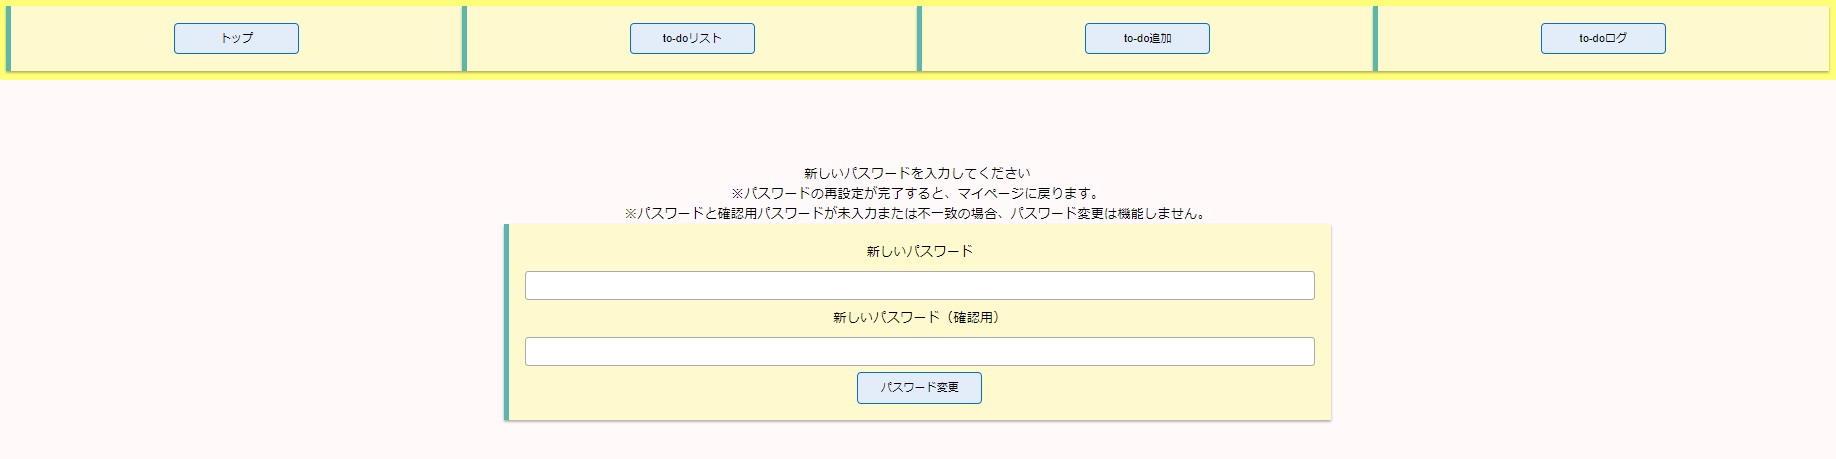 トップ
to-doリスト
to-do追加
to-doログ
新しいパスワードを入力してください
※パスワードの再設定が完了すると、マイページに戻ります。
※パスワードと確認用パスワードが未入力または不一致の場合、パスワード変更は機能しません。
新しいパスワード
新しいパスワード（確認用）
パスワード変更